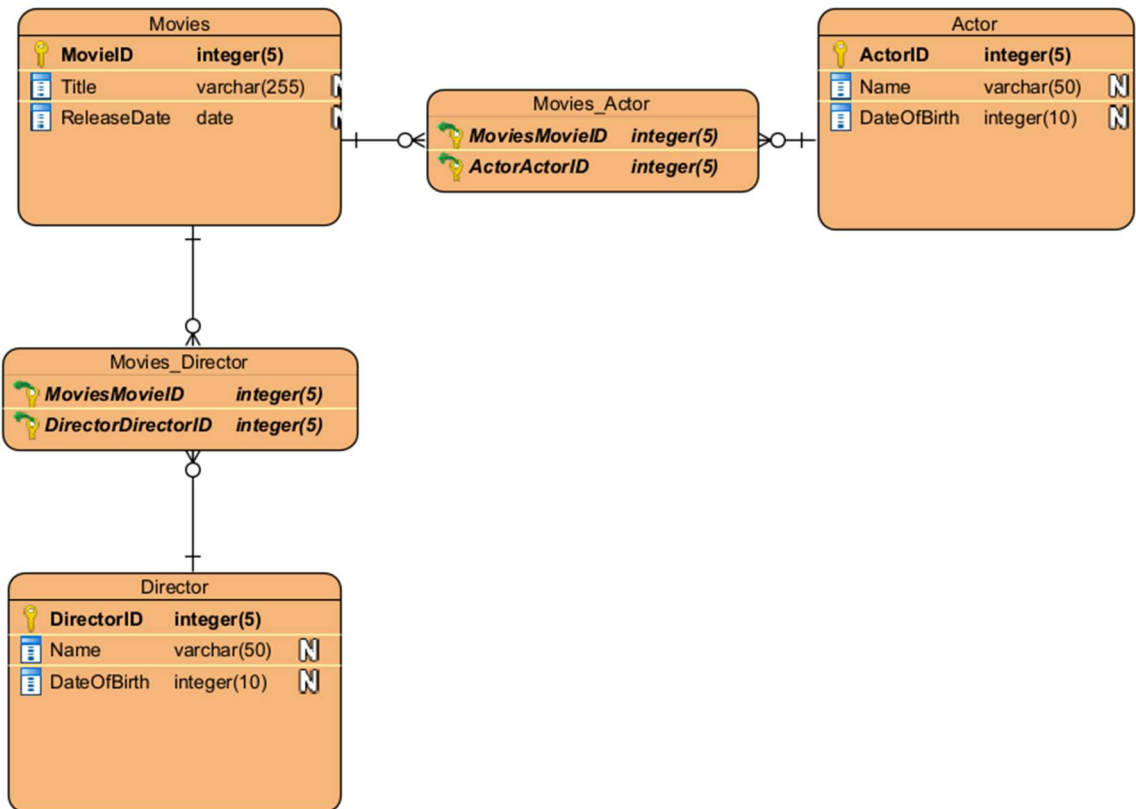 Movies
MovieID integer(5)
Title varchar(255) N
ReleaseDate date N
Actor
ActorID integer(5)
Name varchar(50) N
DateOfBirth integer(10) N
Movies_Actor
MoviesMovieID integer(5)
ActorActorID integer(5)
Movies_Director
MoviesMovieID integer(5)
DirectorDirectorID integer(5)
Director
DirectorID integer(5)
Name varchar(50) N
DateOfBirth integer(10) N